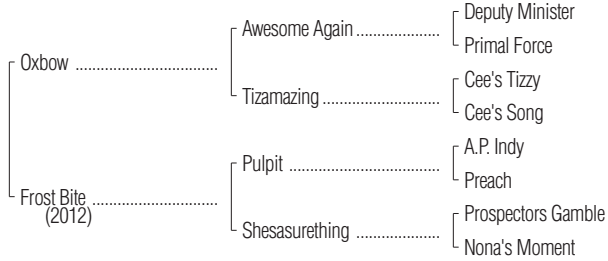 Deputy Minister
Awesome Again ....................
Primal Force
Oxbow ..................................
Cee's Tizzy
Tizamazing ............................
Cee's Song
A.P. Indy
Pulpit ....................................
Preach
Frost Bite ..............................
(2012)
Prospectors Gamble
Shesasurething ....................
Nona's Moment